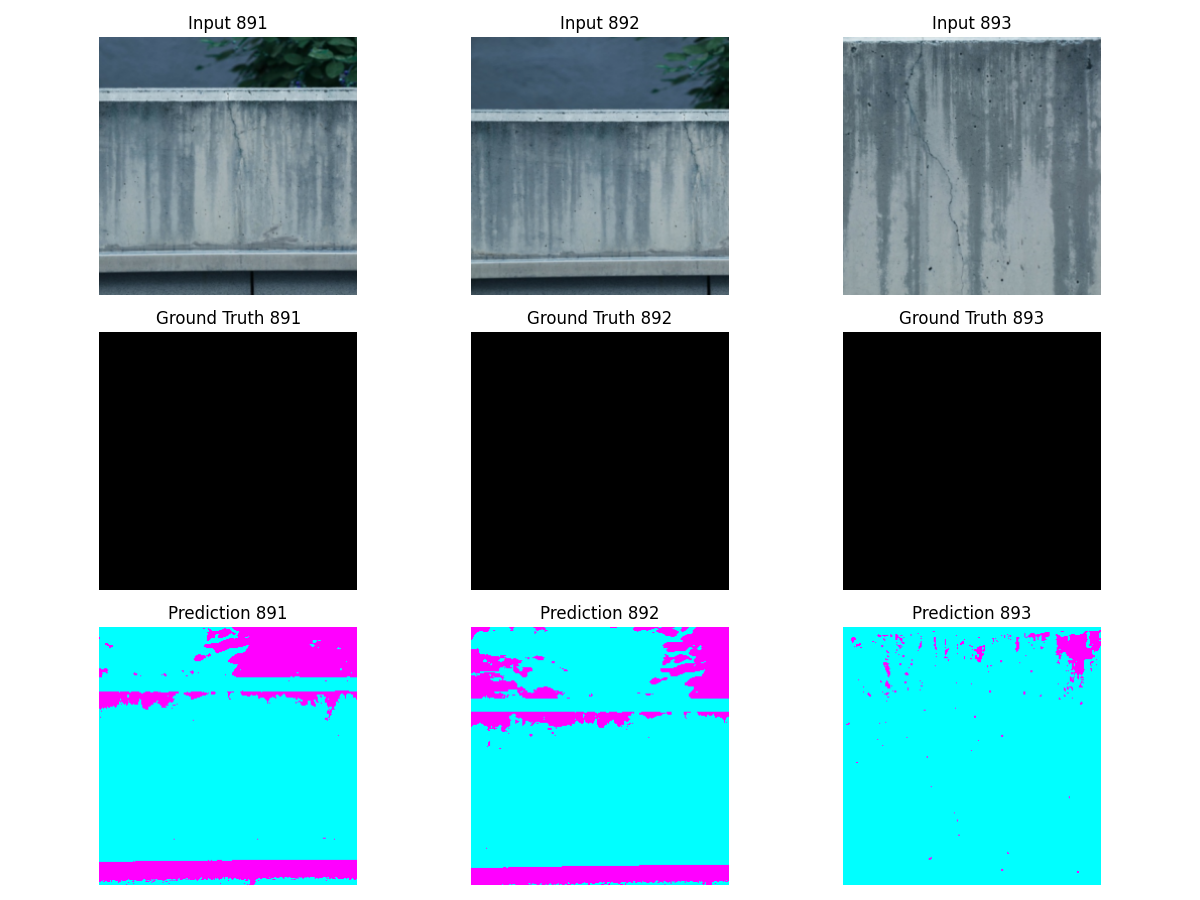 Input 891
Input 892
Input 893
Ground Truth 891
Ground Truth 892
Ground Truth 893
Prediction 891
Prediction 892
Prediction 893